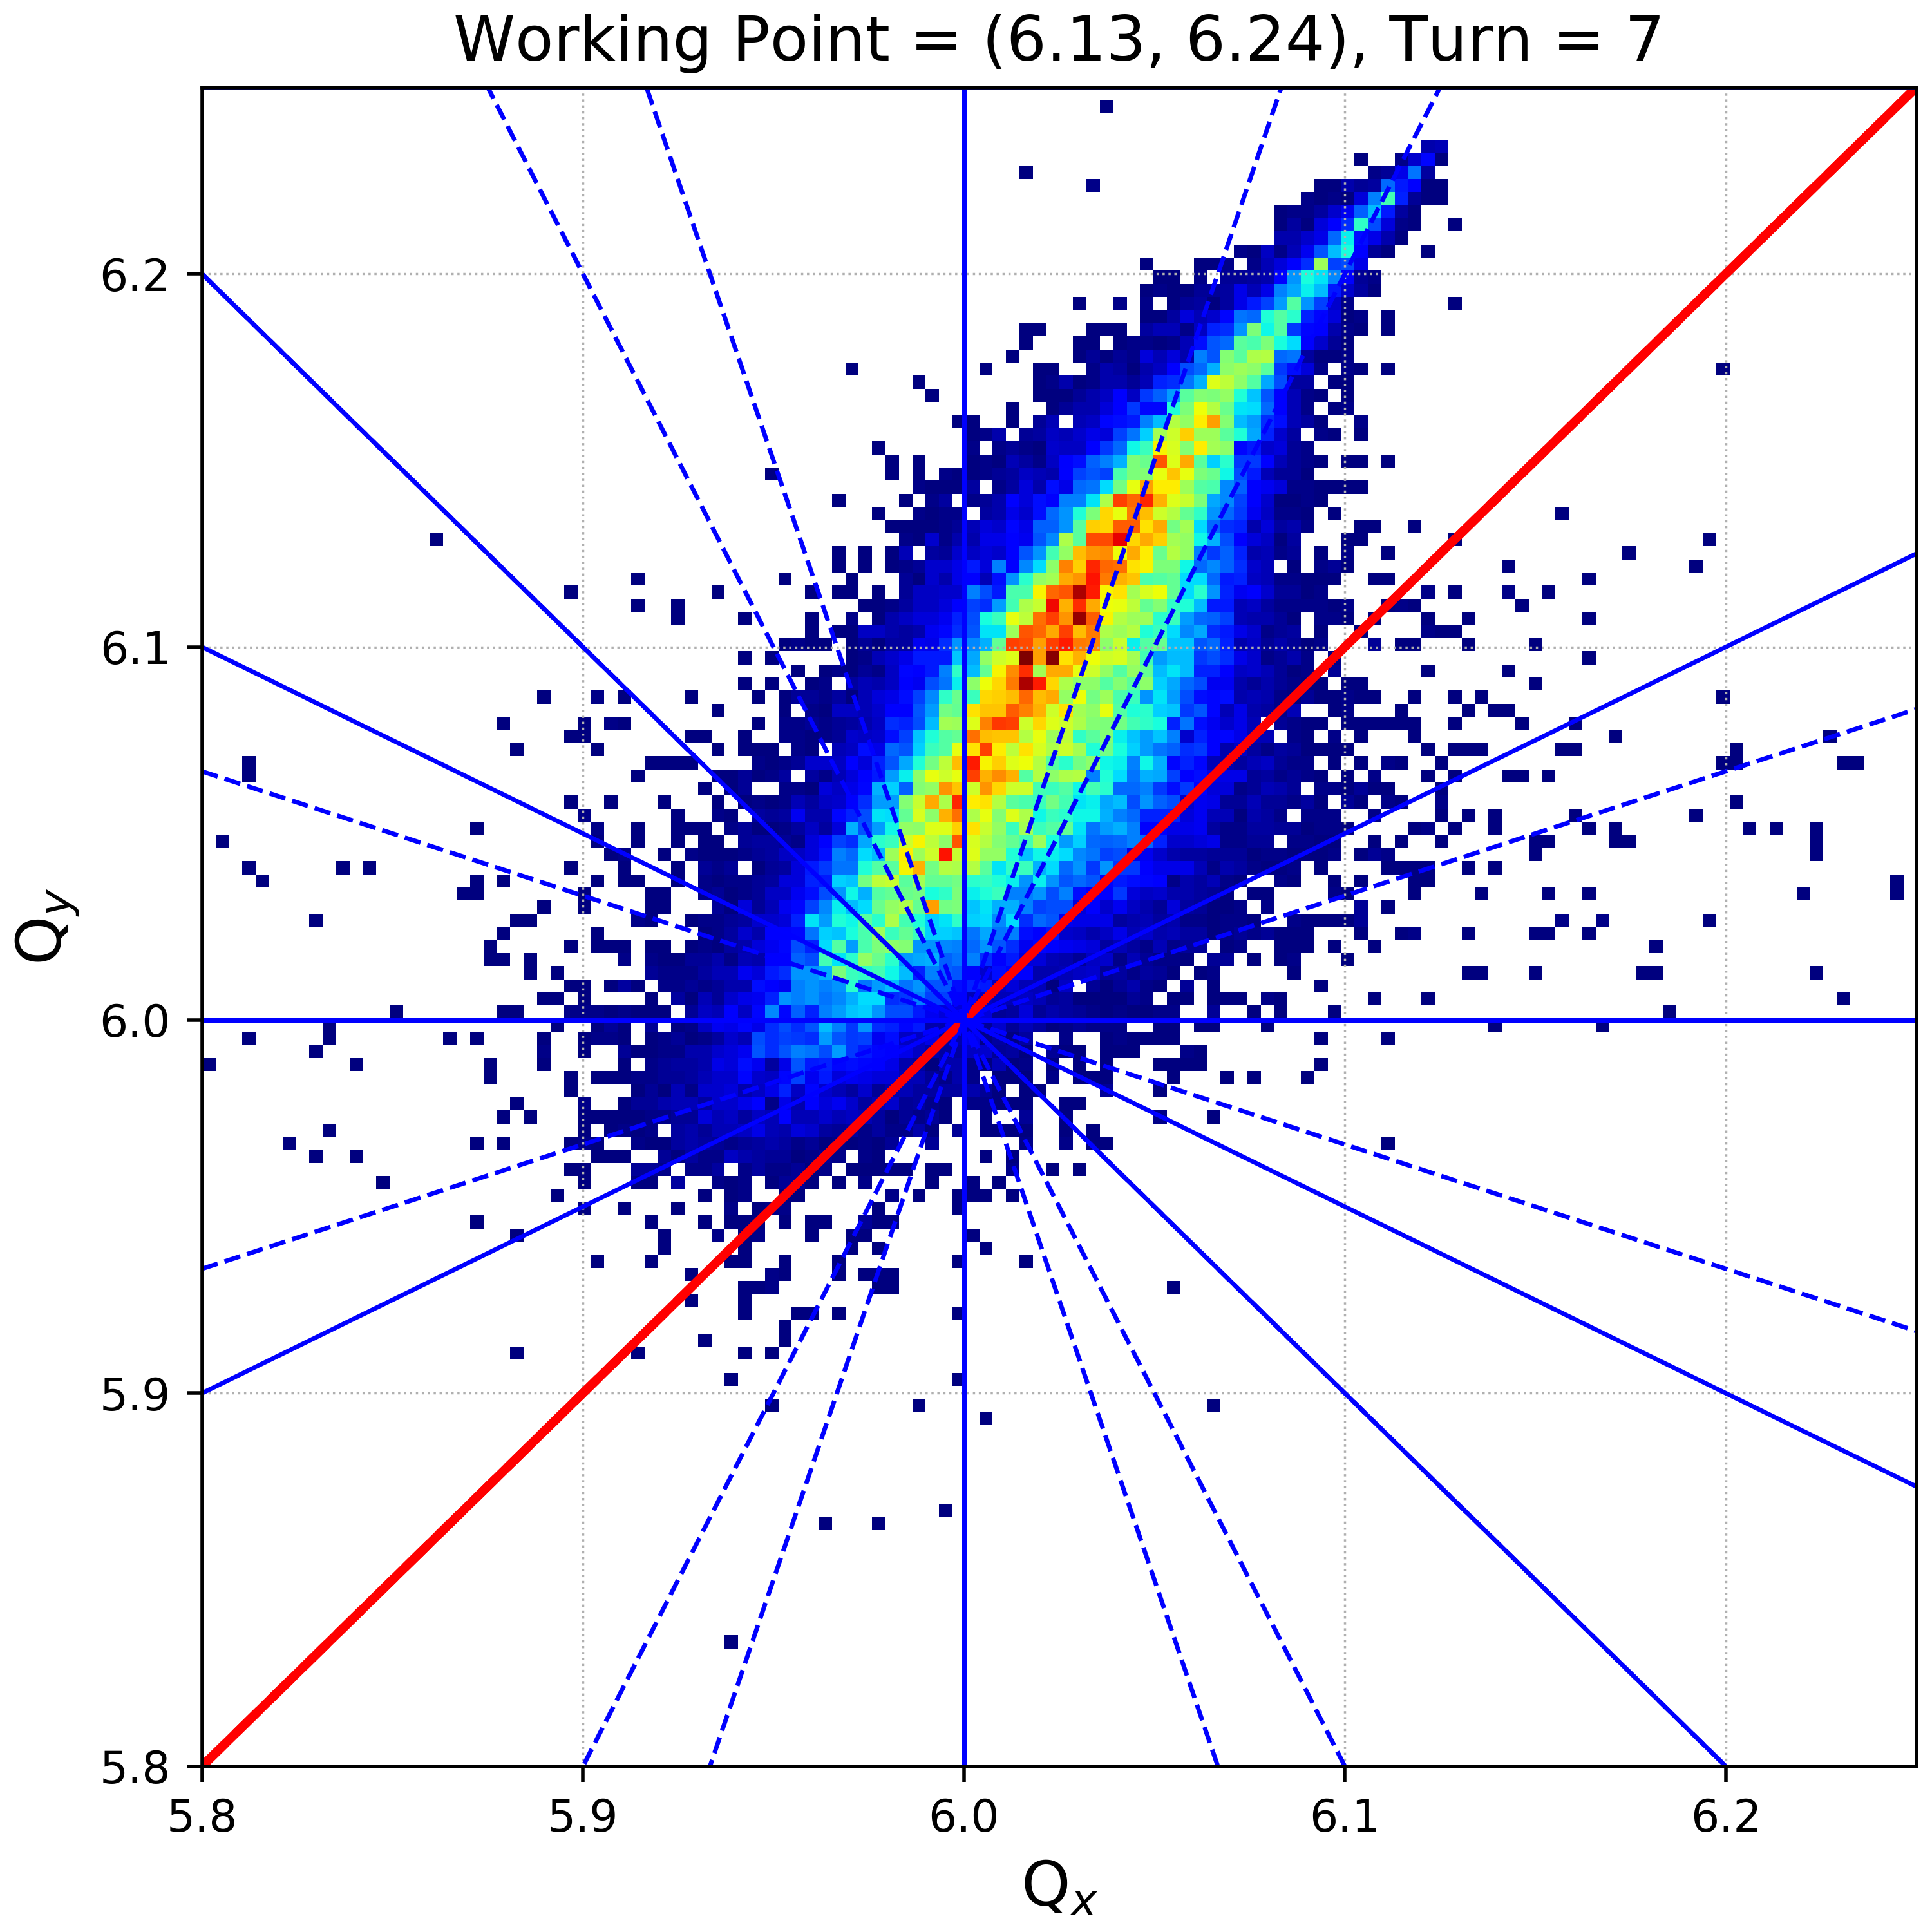 Working Point = (6.13, 6.24), Turn = 7
6.2
6.1
6.0
5.9
5.8
Qy
5.8 5.9 6.0 6.1 6.2
Qx